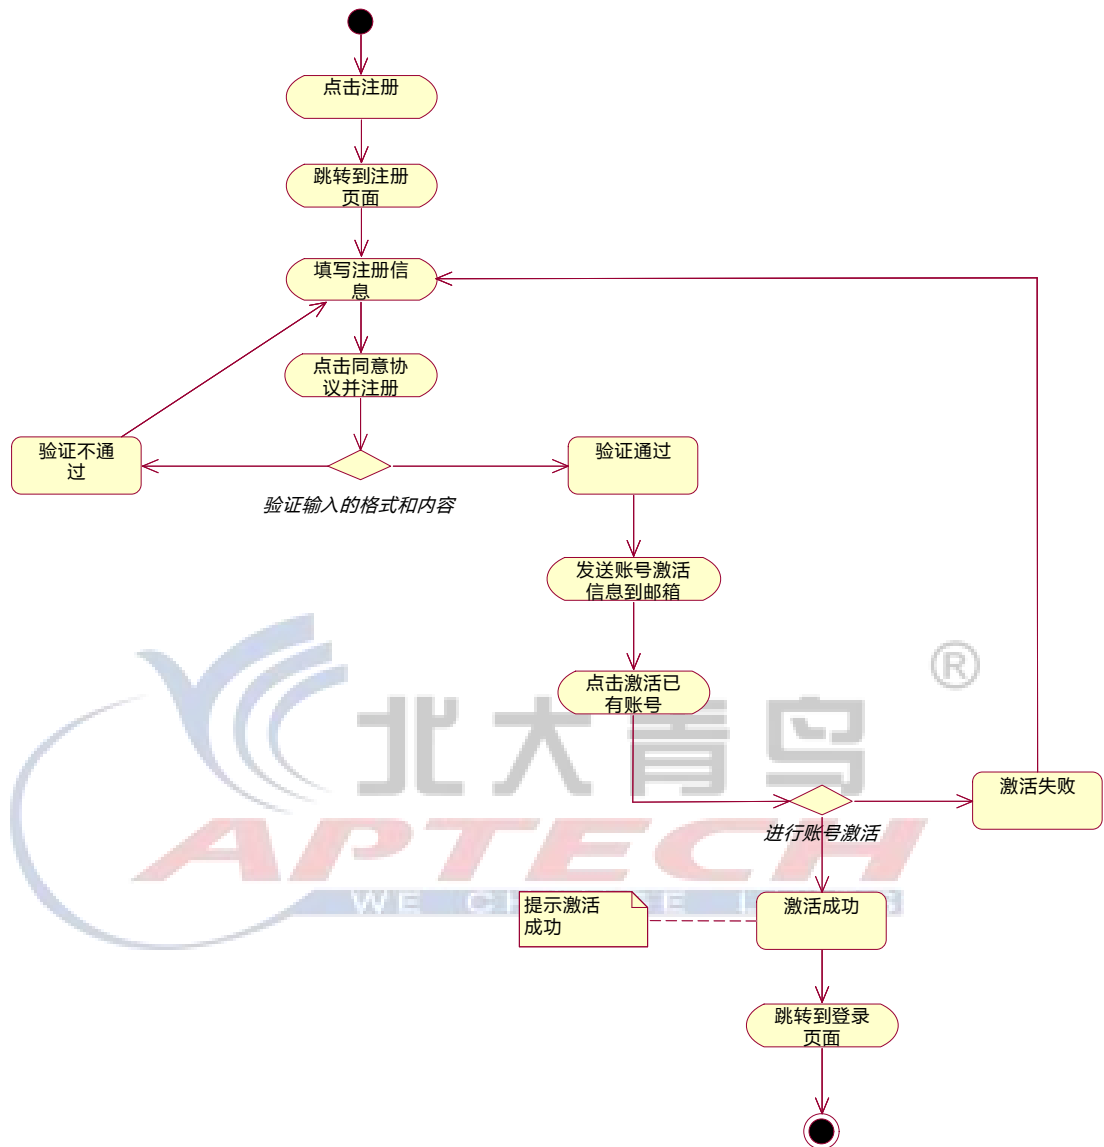 点击注册
跳转到注册
页面
填写注册信
息
点击同意协
议并注册
验证不通
过
验证通过
验证输入的格式和内容
发送账号激活
信息到邮箱
点击激活已
有账号
®
北大青鸟
激活失败
进行账号激活
APTECH
提示激活
成功
激活成功
跳转到登录
页面